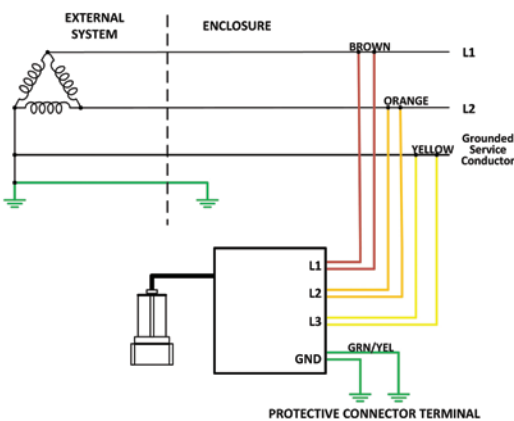 EXTERNAL
SYSTEM
ENCLOSURE
BROWN
L1
ORANGE
L2
YELLOW
Grounded
Service
Conductor
L1
L2
L3
GRN/YEL
GND
PROTECTIVE CONNECTOR TERMINAL